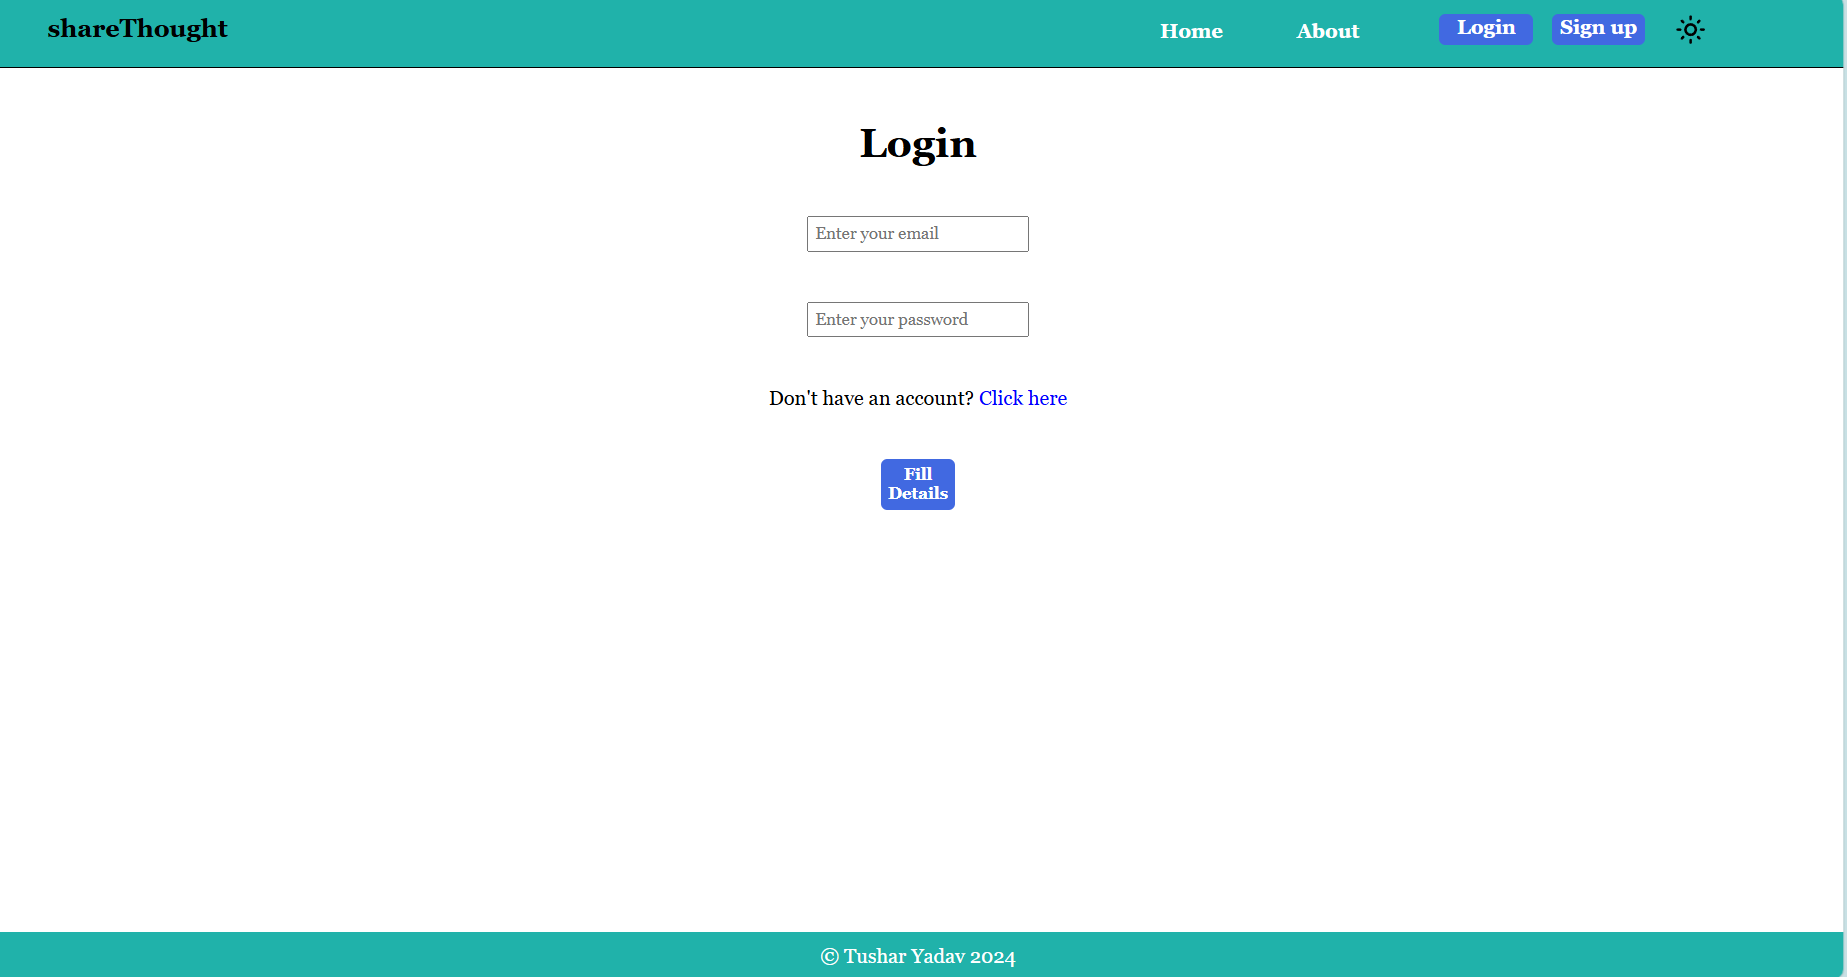 shareThought
Home
About
Login
Sign up
Login
Enter your email
Enter your password
Don't have an account? Click here
Fill
Details
© Tushar Yadav 2024